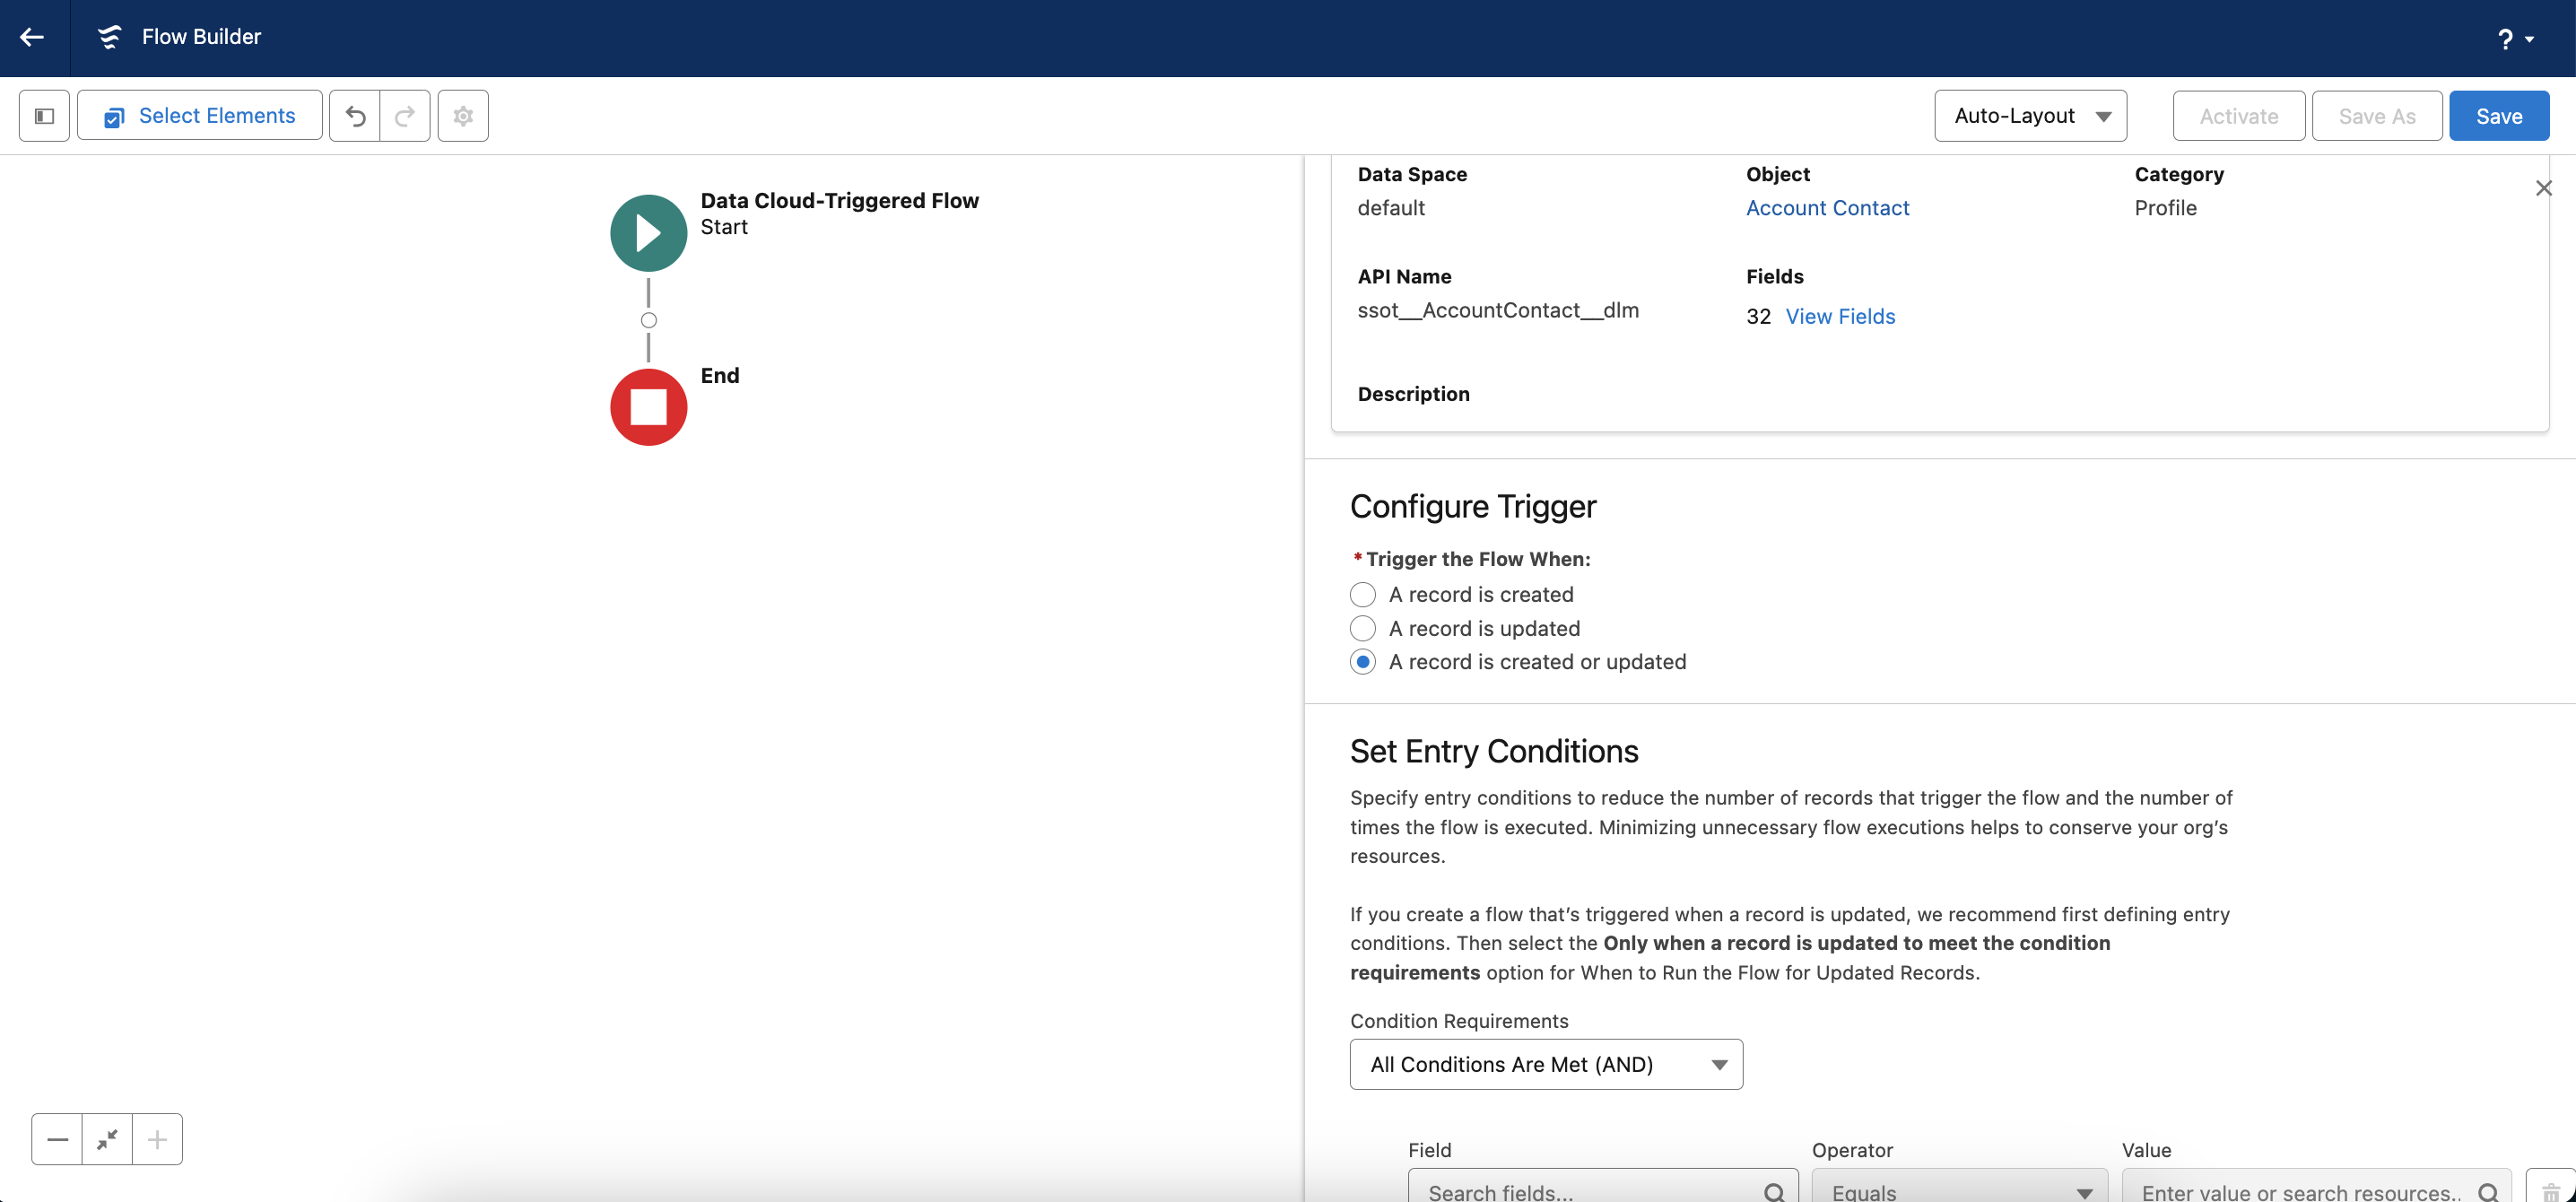 Flow Builder
?
Select Elements
Auto-Layout
Activate
Save As
Save
Data Cloud-Triggered Flow
Start
End
Data Space
Object
Category
default
Account Contact
Profile
API Name
Fields
ssot__AccountContact__dlm
32 View Fields
Description
Configure Trigger
* Trigger the Flow When:
A record is created
A record is updated
A record is created or updated
Set Entry Conditions
Specify entry conditions to reduce the number of records that trigger the flow and the number of
times the flow is executed. Minimizing unnecessary flow executions helps to conserve your org’s
resources.
If you create a flow that’s triggered when a record is updated, we recommend first defining entry
conditions. Then select the Only when a record is updated to meet the condition
requirements option for When to Run the Flow for Updated Records.
Condition Requirements
All Conditions Are Met (AND)
Field
Operator
Value
Search fields...
Equals
Enter value or search resources..